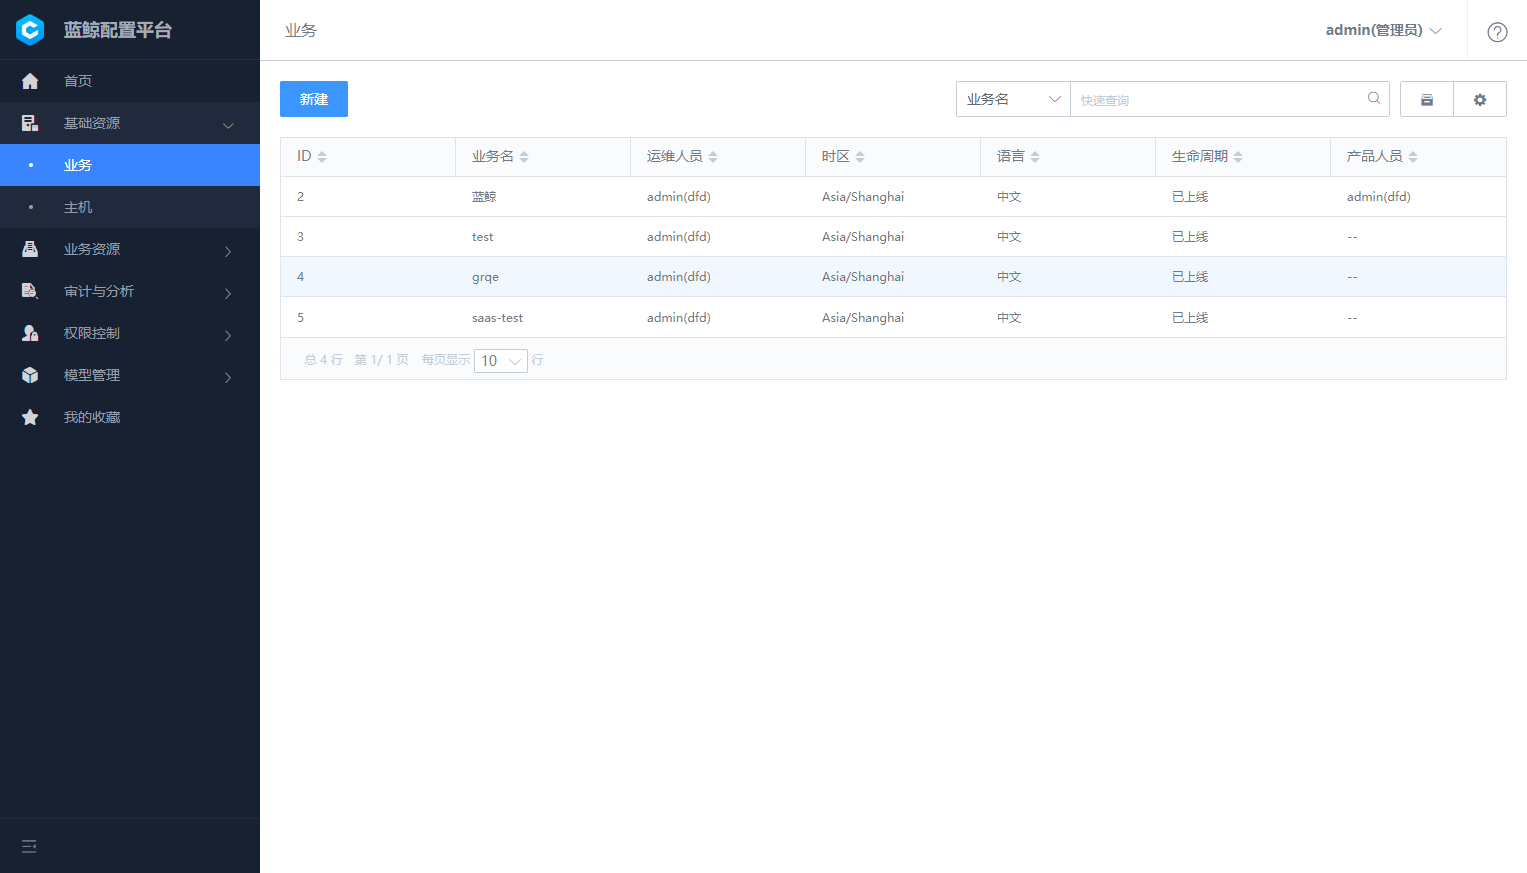 蓝鲸配置平台
首页
基础资源
业务
主机
业务资源
审计与分析
权限控制
模型管理
我的收藏
业务
admin(管理员)
新建
业务名
快速查询
ID 业务名 运维人员 时区 语言 生命周期 产品人员
2 蓝鲸 admin(dfd) Asia/Shanghai 中文 已上线 admin(dfd)
3 test admin(dfd) Asia/Shanghai 中文 已上线 --
4 grqe admin(dfd) Asia/Shanghai 中文 已上线 --
5 saas-test admin(dfd) Asia/Shanghai 中文 已上线 --
总 4 行 第 1/ 1 页 每页显示 10 行